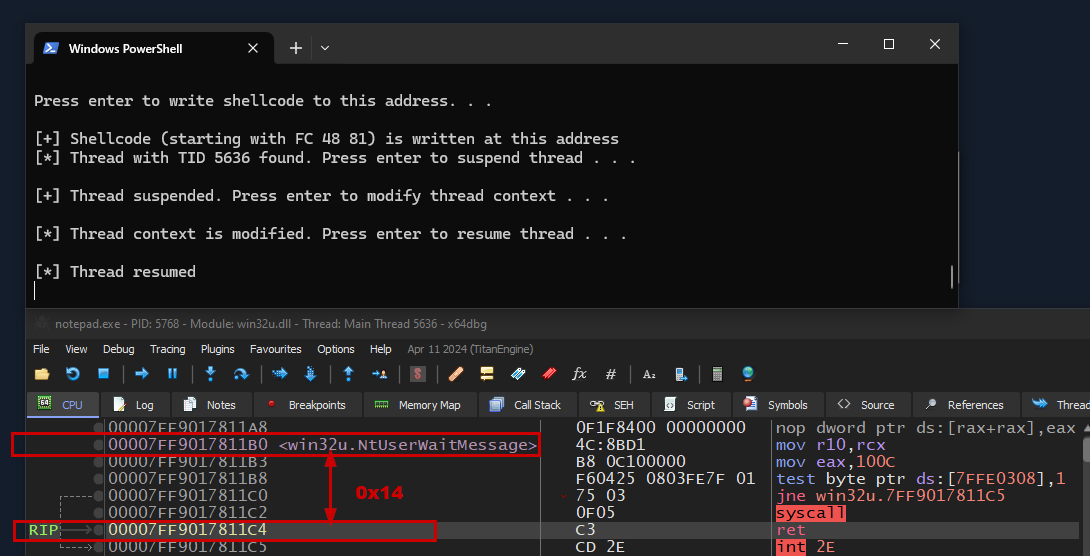 Windows PowerShell
Press enter to write shellcode to this address. . .
[+] Shellcode (starting with FC 48 81) is written at this address
[*] Thread with TID 5636 found. Press enter to suspend thread . . .
[+] Thread suspended. Press enter to modify thread context . . .
[*] Thread context is modified. Press enter to resume thread . . .
[*] Thread resumed
notepad.exe - PID: 5768 - Module: win32u.dll - Thread: Main Thread 5636 - x64dbg
File View Debug Tracing Plugins Favourites Options Help Apr 11 2024 (TitanEngine)
CPU Log Notes Breakpoints Memory Map Call Stack SEH Script Symbols Source References Threa
00007FF9017811A8 0F1F8400 00000000 nop dword ptr ds:[rax+rax],eax
00007FF9017811B0 <win32u.NtUserWaitMessage> 4C:8BD1 mov r10,rcx
00007FF9017811B3 B8 0C100000 mov eax,100C
00007FF9017811B8 F60425 0803FE7F 01 test byte ptr ds:[7FFE0308],1
00007FF9017811C0 75 03 jne win32u.7FF9017811C5
0x14
00007FF9017811C2 0F05 syscall
RIP 00007FF9017811C4 C3 ret
00007FF9017811C5 CD 2E int 2E